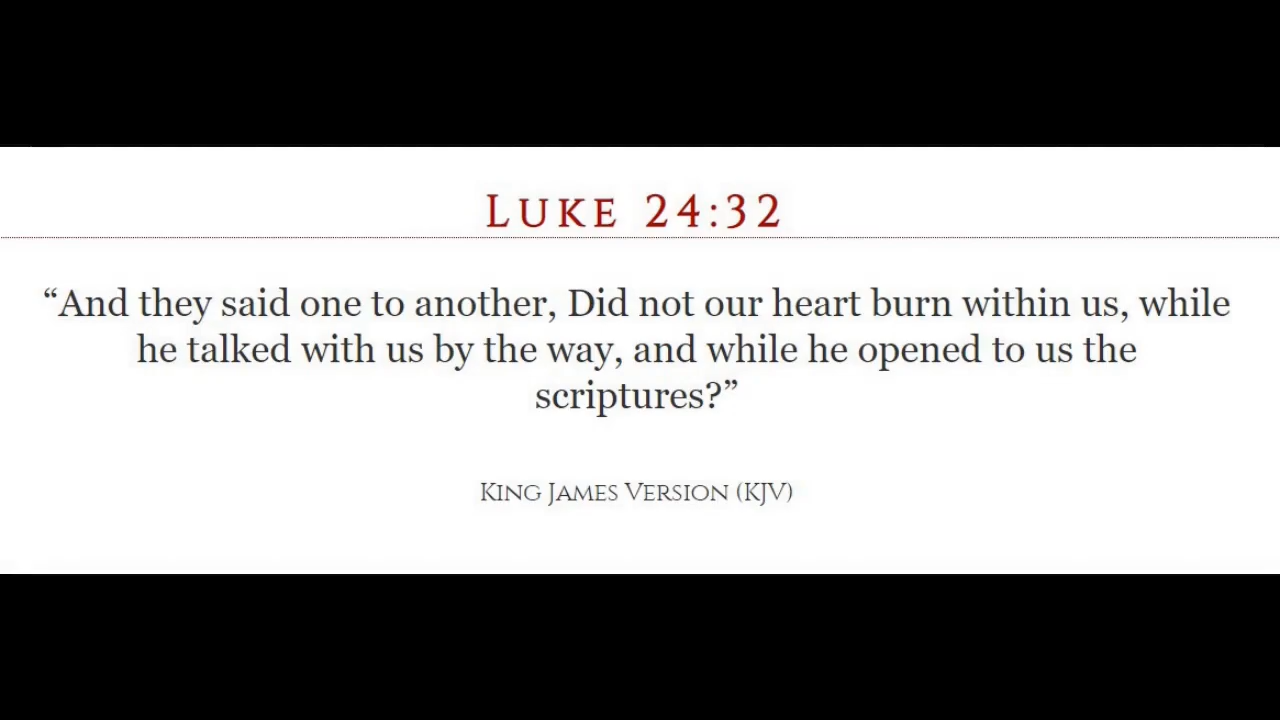 LUKE 24:32
“And they said one to another, Did not our heart burn within us, while
he talked with us by the way, and while he opened to us the
scriptures?”
KING JAMES VERSION (KJV)